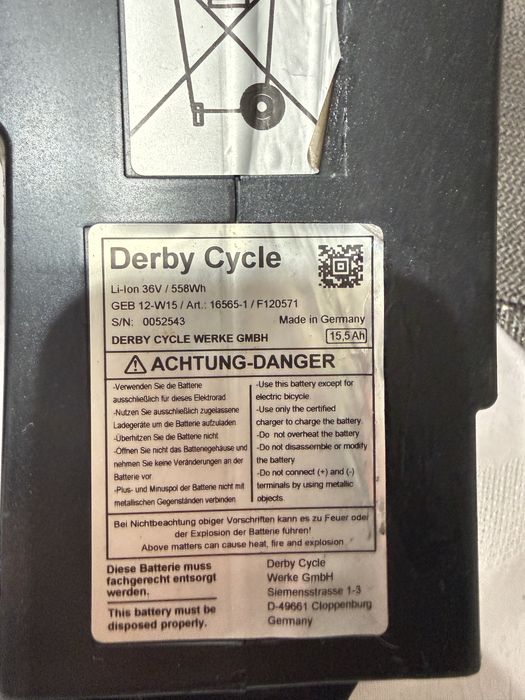 Derby Cycle
Li-Ion 36V / 558Wh
GEB 12-W15 / Art.: 16565-1 / F120571
S/N: 0052543 Made in Germany
DERBY CYCLE WERKE GMBH 15,5 Ah
ACHTUNG-DANGER
-Verwenden Sie die Batterie
ausschließlich für dieses Elektrorad
-Nutzen Sie ausschließlich zugelassene
Ladegeräte um die Batterie aufzuladen
-Überhitzen Sie die Batterie nicht
-Öffnen Sie nicht das Batteriegehäuse und
nehmen Sie keine Veränderungen an der
Batterie vor
-Plus- und Minuspol der Batterie nicht mit
metallischen Gegenständen verbinden
-Use this battery except for
electric bicycle.
-Use only the certified
charger to charge the battery.
-Do not overheat the battery
-Do not disassemble or modify
the battery
-Do not connect (+) and (-)
terminals by using metallic
objects.
Bei Nichtbeachtung obiger Vorschriften kann es zu Feuer oder
der Explosion der Batterie führen!
Above matters can cause heat, fire and explosion
Diese Batterie muss
fachgerecht entsorgt
werden.
This battery must be
disposed properly.
Derby Cycle
Werke GmbH
Siemensstrasse 1-3
D-49661 Cloppenburg
Germany